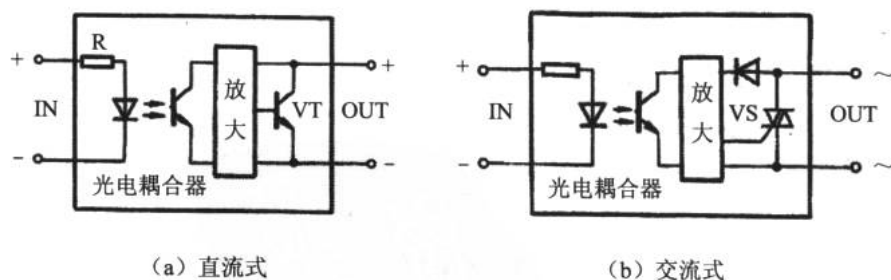 + R + IN 放大 VT OUT - - 光电耦合器
+ ~ IN 放大 VS OUT - ~ 光电耦合器
(a) 直流式
(b) 交流式